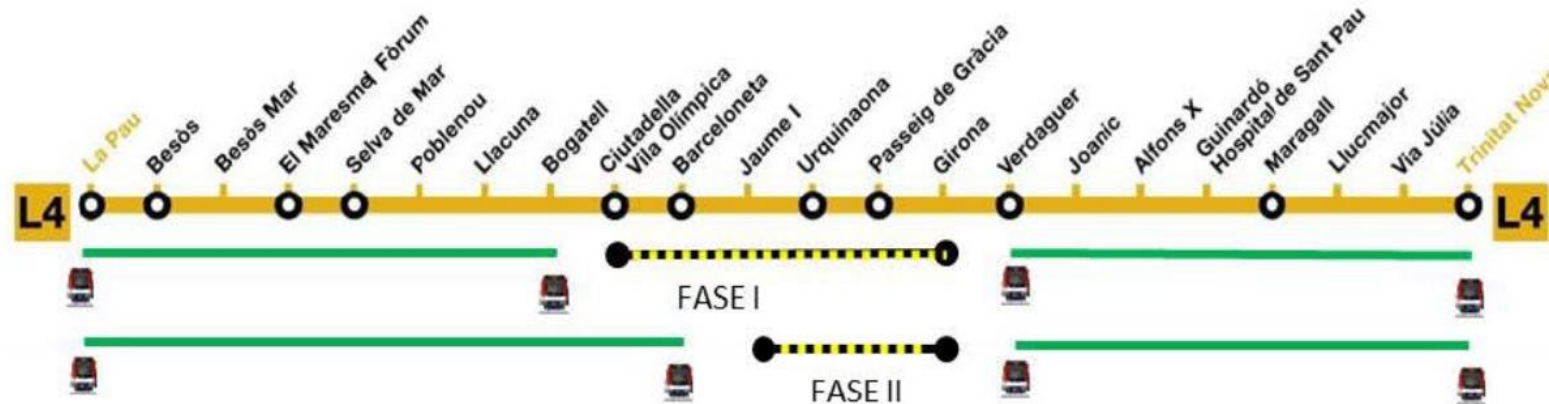 La Pau
Besòs
Besòs Mar
El Maresme/ Fòrum
Selva de Mar
Poblenou
Llacuna
Bogatell
Ciutadella
Vila Olímpica
Barceloneta
Jaume I
Urquinaona
Passeig de Gràcia
Girona
Verdaguer
Joanic
Alfons X
Guinardó
Hospital de Sant Pau
Maragall
Llucmajor
Via Júlia
Trinitat Nova
L4
L4
FASE I
FASE II